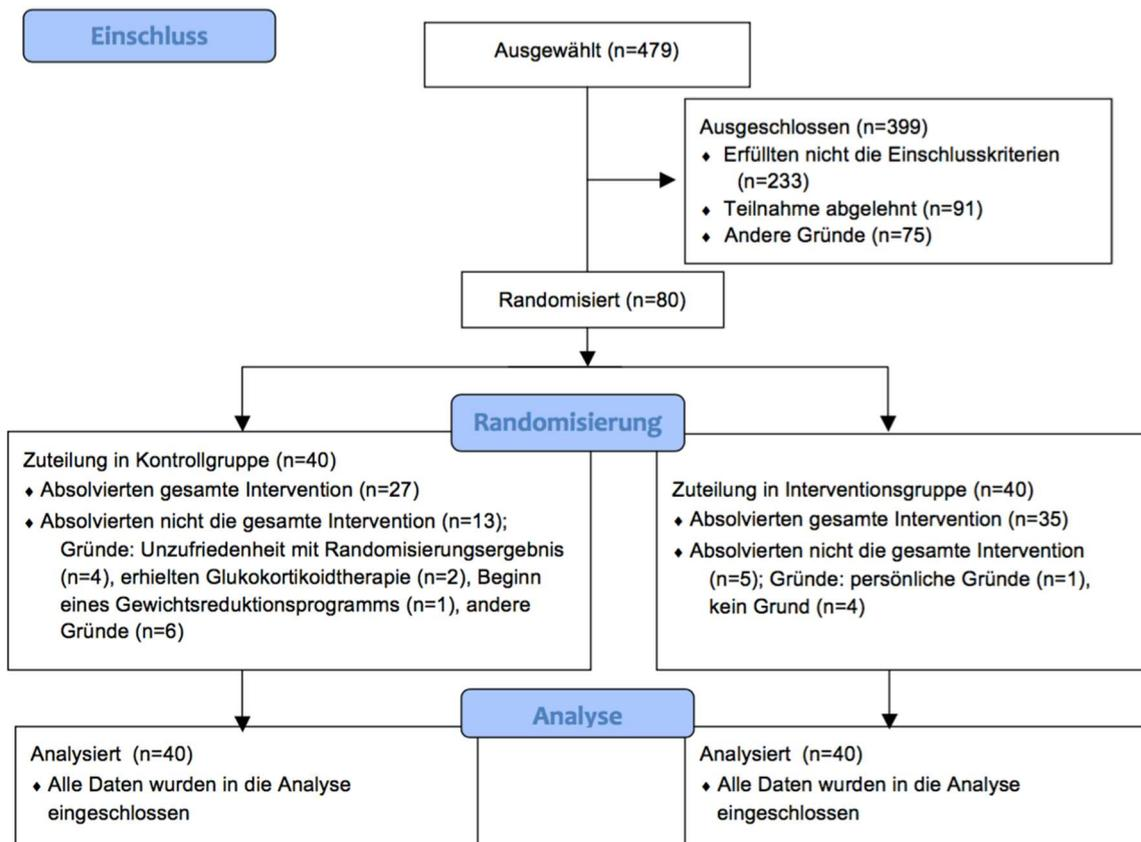 Einschluss
Ausgewählt (n=479)
Ausgeschlossen (n=399)
♦ Erfüllten nicht die Einschlusskriterien
(n=233)
♦ Teilnahme abgelehnt (n=91)
♦ Andere Gründe (n=75)
Randomisiert (n=80)
Randomisierung
Zuteilung in Kontrollgruppe (n=40)
♦ Absolvierten gesamte Intervention (n=27)
♦ Absolvierten nicht die gesamte Intervention (n=13);
Gründe: Unzufriedenheit mit Randomisierungsergebnis
(n=4), erhielten Glukokortikoidtherapie (n=2), Beginn
eines Gewichtsreduktionsprogramms (n=1), andere
Gründe (n=6)
Zuteilung in Interventionsgruppe (n=40)
♦ Absolvierten gesamte Intervention (n=35)
♦ Absolvierten nicht die gesamte Intervention
(n=5); Gründe: persönliche Gründe (n=1),
kein Grund (n=4)
Analyse
Analysiert (n=40)
♦ Alle Daten wurden in die Analyse
eingeschlossen
Analysiert (n=40)
♦ Alle Daten wurden in die Analyse
eingeschlossen